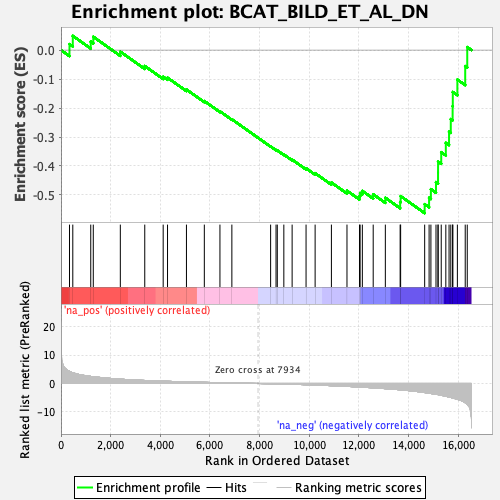 Enrichment plot: BCAT_BILD_ET_AL_DN
Enrichment score (ES)
0.0
-0.1
-0.2
-0.3
-0.4
-0.5
'na_pos' (positively correlated)
Ranked list metric (PreRanked)
20
10
0
-10
Zero cross at 7934
'na_neg' (negatively correlated)
0
2,000
4,000
6,000
8,000
10,000
12,000
14,000
16,000
Rank in Ordered Dataset
Enrichment profile
Hits
Ranking metric scores